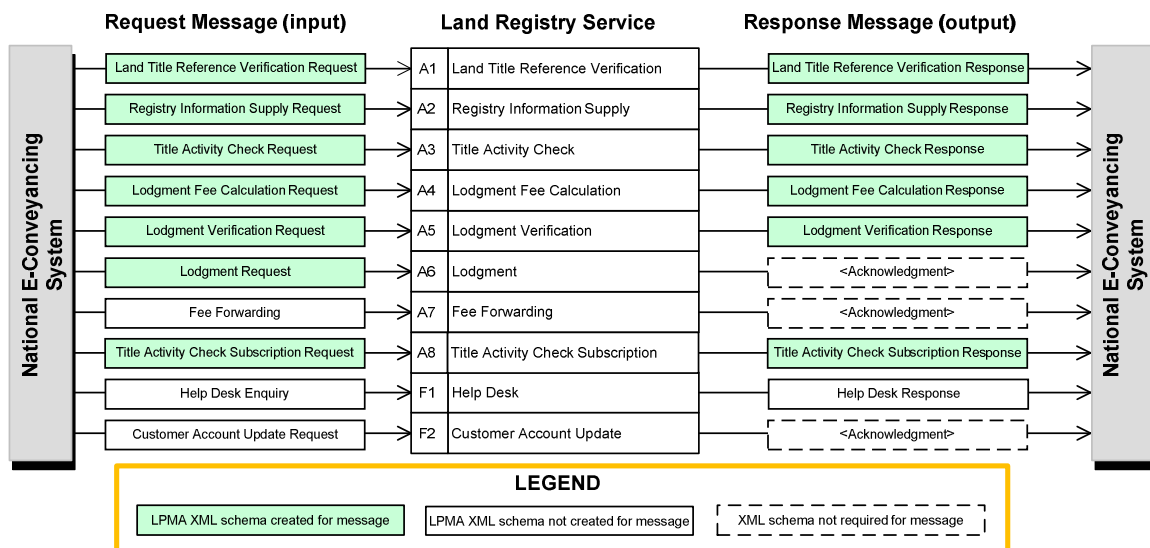 Request Message (input)
Land Registry Service
Response Message (output)
National E-Conveyancing
System
Land Title Reference Verification Request
A1
Land Title Reference Verification
Land Title Reference Verification Response
Registry Information Supply Request
A2
Registry Information Supply
Registry Information Supply Response
Title Activity Check Request
A3
Title Activity Check
Title Activity Check Response
Lodgment Fee Calculation Request
A4
Lodgment Fee Calculation
Lodgment Fee Calculation Response
Lodgment Verification Request
A5
Lodgment Verification
Lodgment Verification Response
Lodgment Request
A6
Lodgment
<Acknowledgment>
Fee Forwarding
A7
Fee Forwarding
<Acknowledgment>
Title Activity Check Subscription Request
A8
Title Activity Check Subscription
Title Activity Check Subscription Response
Help Desk Enquiry
F1
Help Desk
Help Desk Response
Customer Account Update Request
F2
Customer Account Update
<Acknowledgment>
National E-Conveyancing
System
LEGEND
LPMA XML schema created for message
LPMA XML schema not created for message
XML schema not required for message